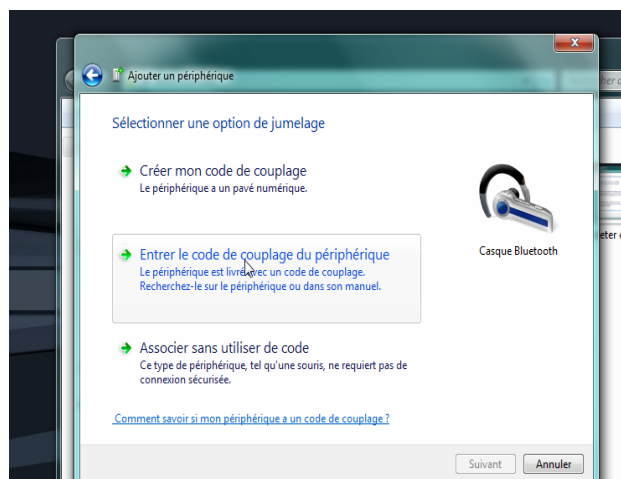 Ajouter un périphérique
Sélectionner une option de jumelage
Créer mon code de couplage
Le périphérique a un pavé numérique.
Entrer le code de couplage du périphérique
Le périphérique est livré avec un code de couplage.
Recherchez-le sur le périphérique ou dans son manuel.
Casque Bluetooth
Associer sans utiliser de code
Ce type de périphérique, tel qu'une souris, ne requiert pas de
connexion sécurisée.
Comment savoir si mon périphérique a un code de couplage ?
Suivant
Annuler